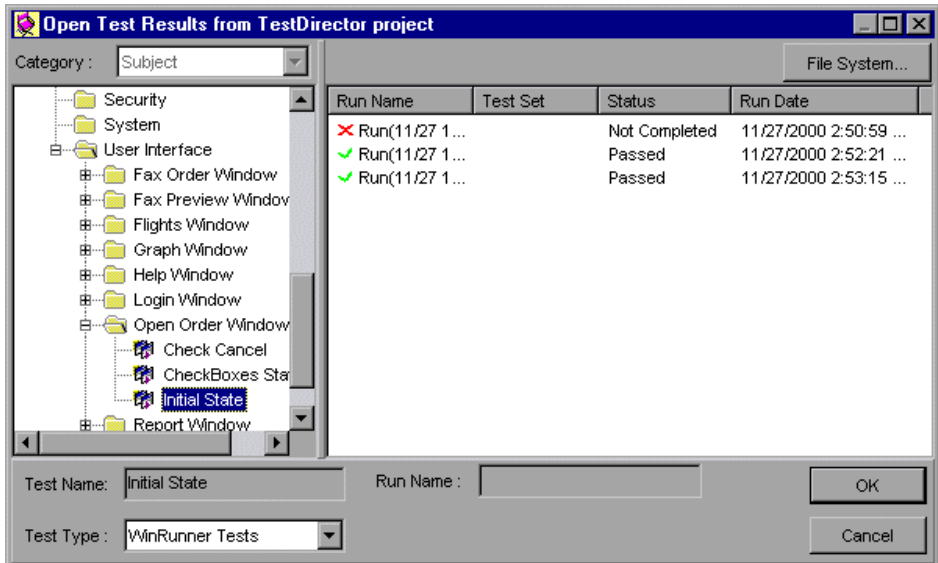 Open Test Results from TestDirector project
Category : Subject
File System...
Security
System
User Interface
Fax Order Window
Fax Preview Windov
Flights Window
Graph Window
Help Window
Login Window
Open Order Window
Check Cancel
CheckBoxes Sta
Initial State
Report Window
Run Name Test Set Status Run Date
Run(11/27 1... Not Completed 11/27/2000 2:50:59 ...
Run(11/27 1... Passed 11/27/2000 2:52:21 ...
Run(11/27 1... Passed 11/27/2000 2:53:15 ...
Test Name: Initial State Run Name : OK
Test Type : WinRunner Tests Cancel